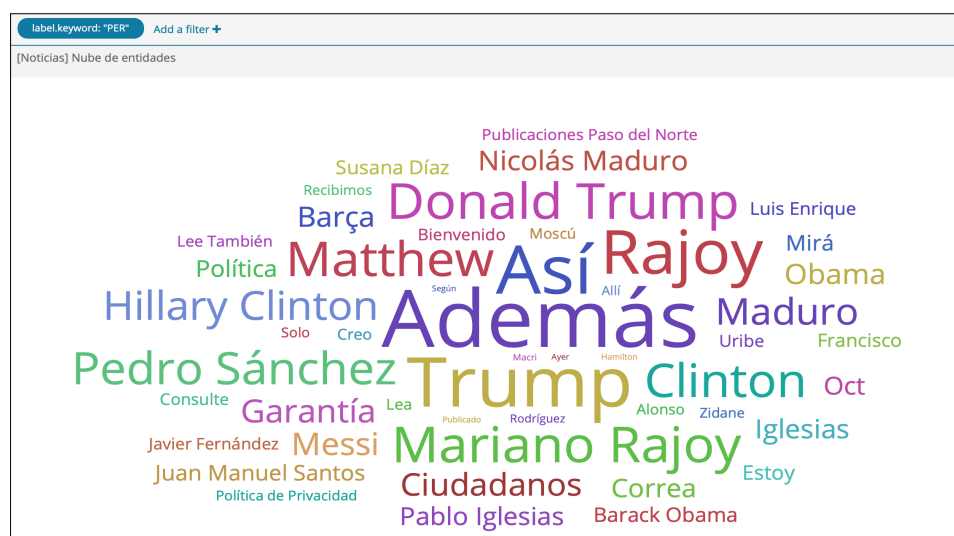 label.keyword: "PER" Add a filter +
[Noticias] Nube de entidades
Publicaciones Paso del Norte
Susana Díaz Nicolás Maduro
Recibimos Donald Trump Luis Enrique
Barça
Lee También Bienvenido Moscú Rajoy Mirá
Política Matthew Así Obama
Según Allí
Hillary Clinton Además Maduro
Solo Creo Uribe Francisco
Macri Ayer Hamilton
Pedro Sánchez Trump Clinton Oct
Consulte Garantía Lea Alonso Zidane
Publicado Rodríguez Iglesias
Javier Fernández Messi Mariano Rajoy
Juan Manuel Santos Estoy
Política de Privacidad Ciudadanos Correa
Pablo Iglesias Barack Obama